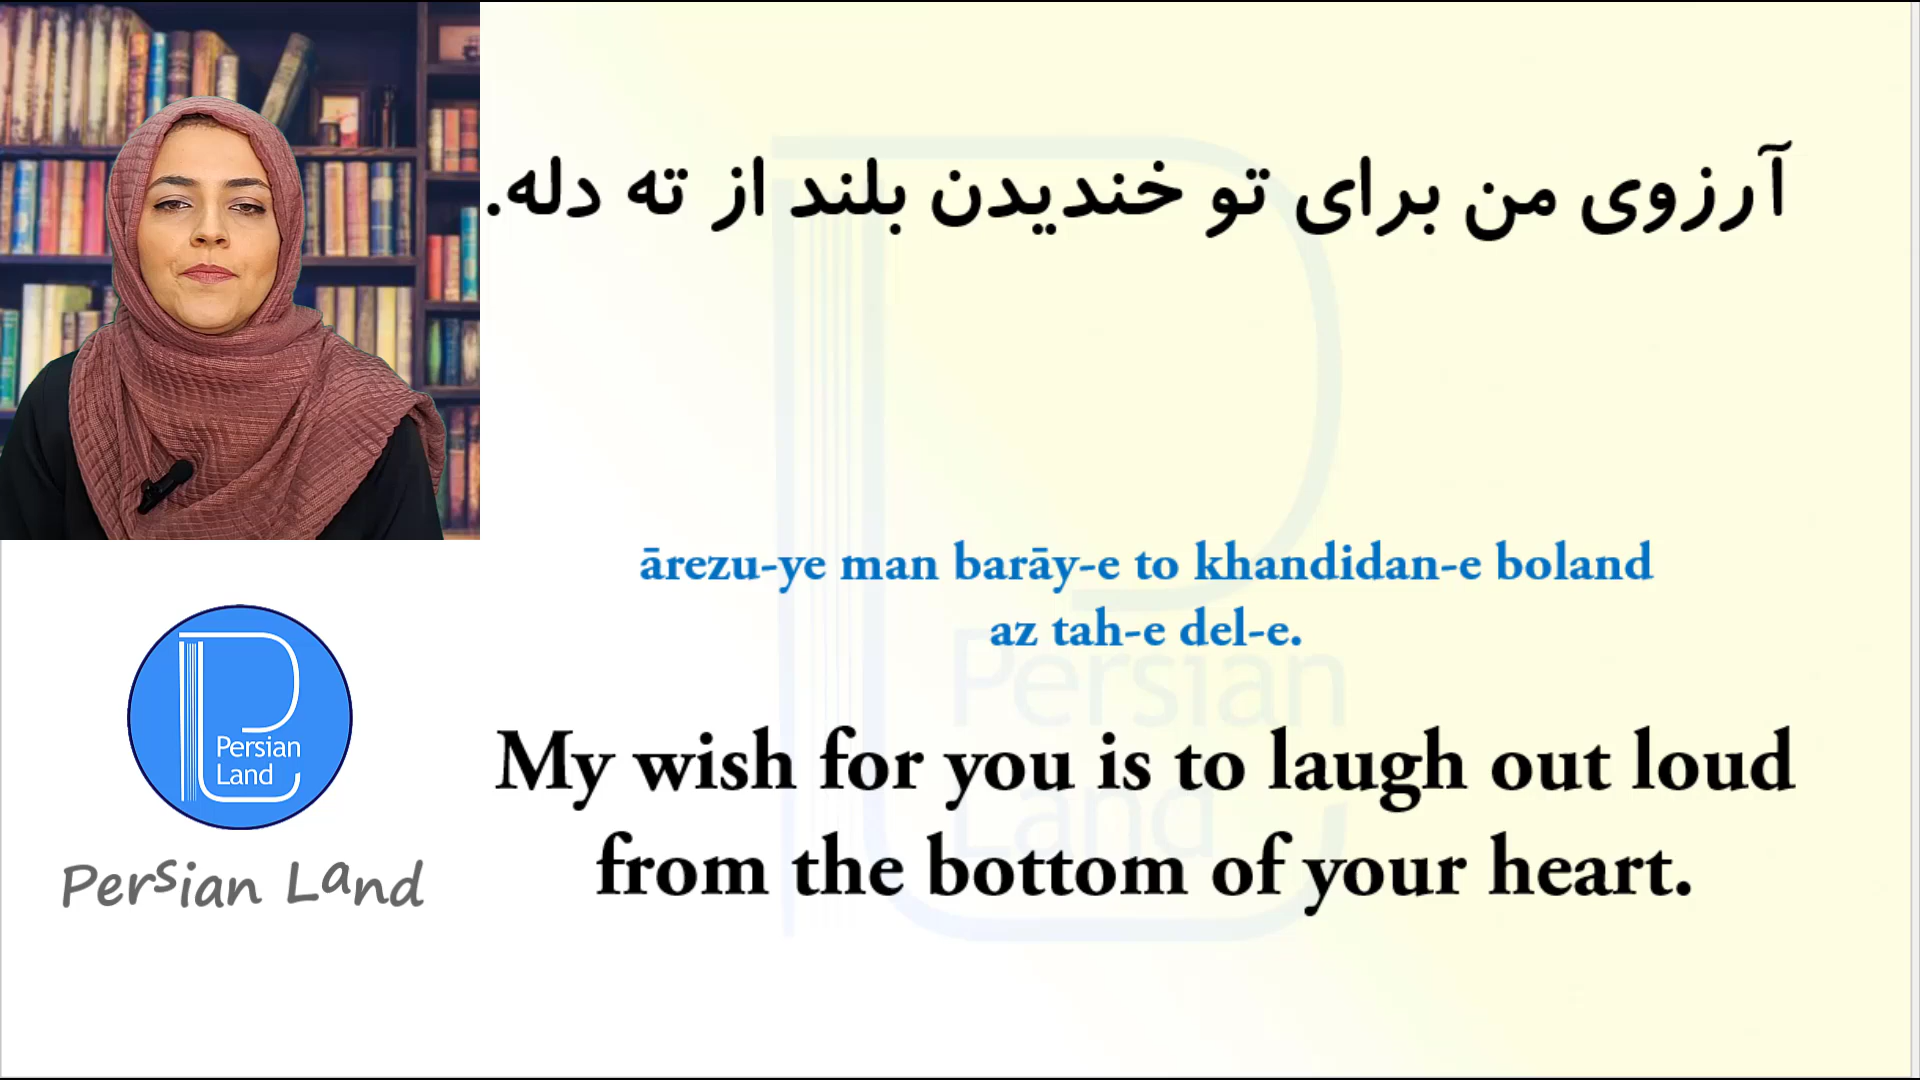 آرزوی من برای تو خندیدن بلند از ته دله.
ārezu-ye man barāy-e to khandidan-e boland
az tah-e del-e.
My wish for you is to laugh out loud
from the bottom of your heart.
Persian
Land
Persian
Land
Persian Land